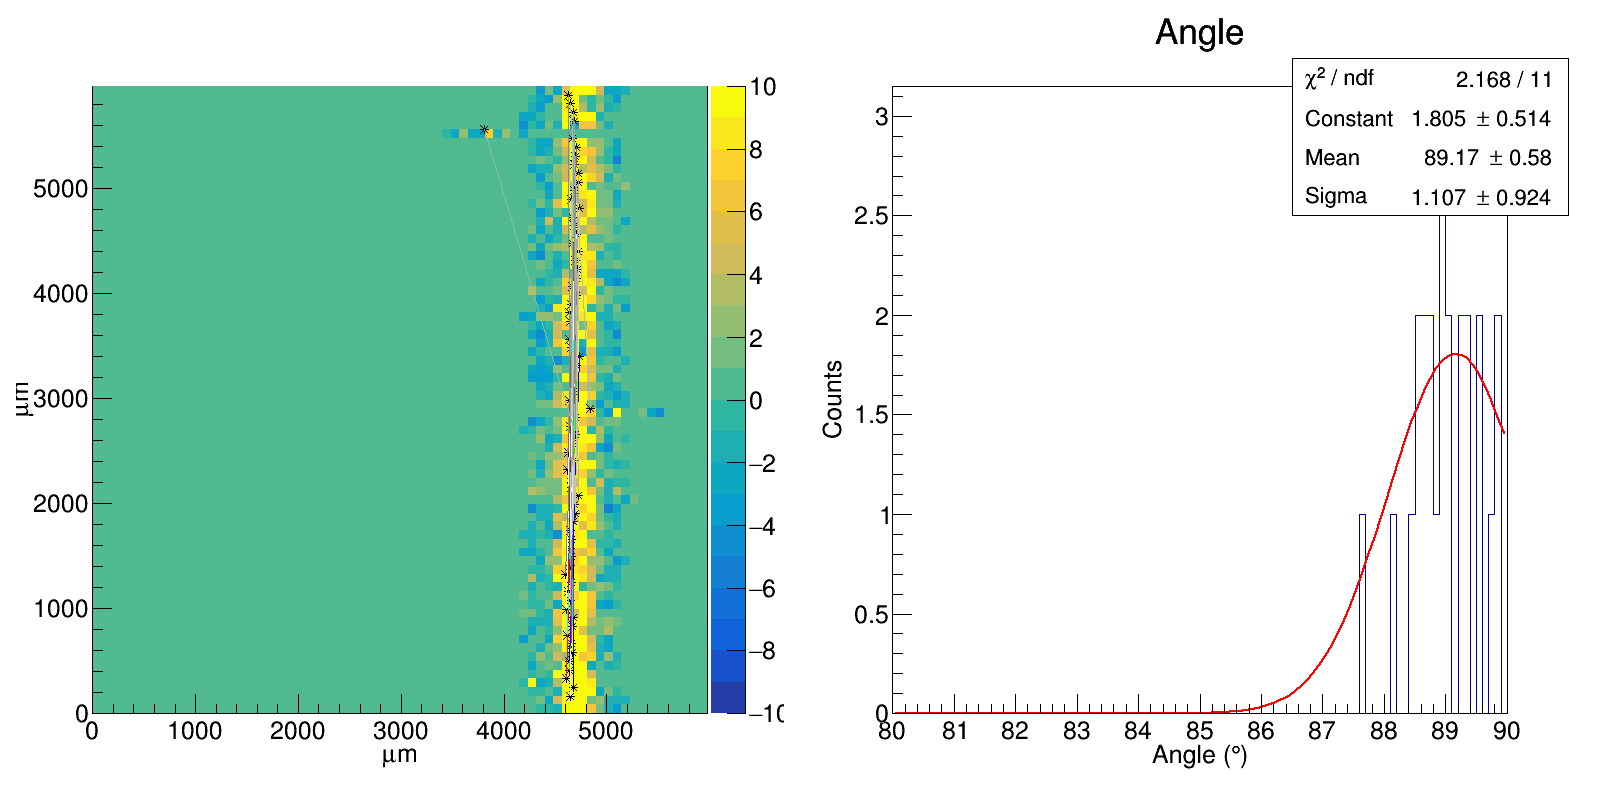 Angle
χ² / ndf 2.168 / 11
Constant 1.805 ± 0.514
Mean 89.17 ± 0.58
Sigma 1.107 ± 0.924
μm
5000
4000
3000
2000
1000
0
0 1000 2000 3000 4000 5000
μm
10
8
6
4
2
0
−2
−4
−6
−8
−10
Counts
3
2.5
2
1.5
1
0.5
0
80 81 82 83 84 85 86 87 88 89 90
Angle (°)